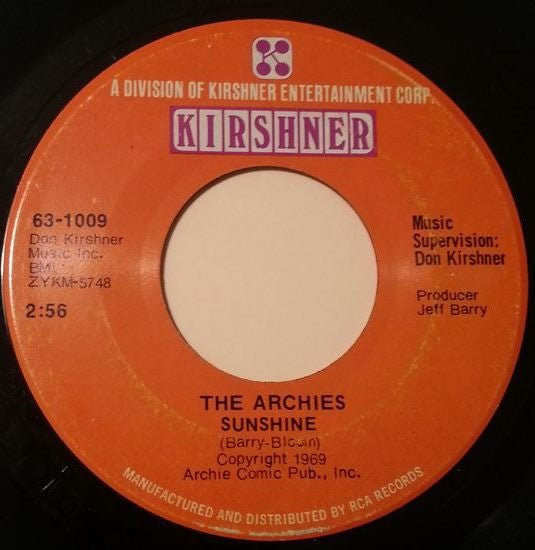 A DIVISION OF KIRSHNER ENTERTAINMENT CORP.
KIRSHNER
63-1009
Don Kirshner
Music Inc.
BMI
ZYKM-5748
2:56
Music
Supervision:
Don Kirshner
Producer
Jeff Barry
THE ARCHIES
SUNSHINE
(Barry-Bloom)
Copyright 1969
Archie Comic Pub., Inc.
MANUFACTURED AND DISTRIBUTED BY RCA RECORDS